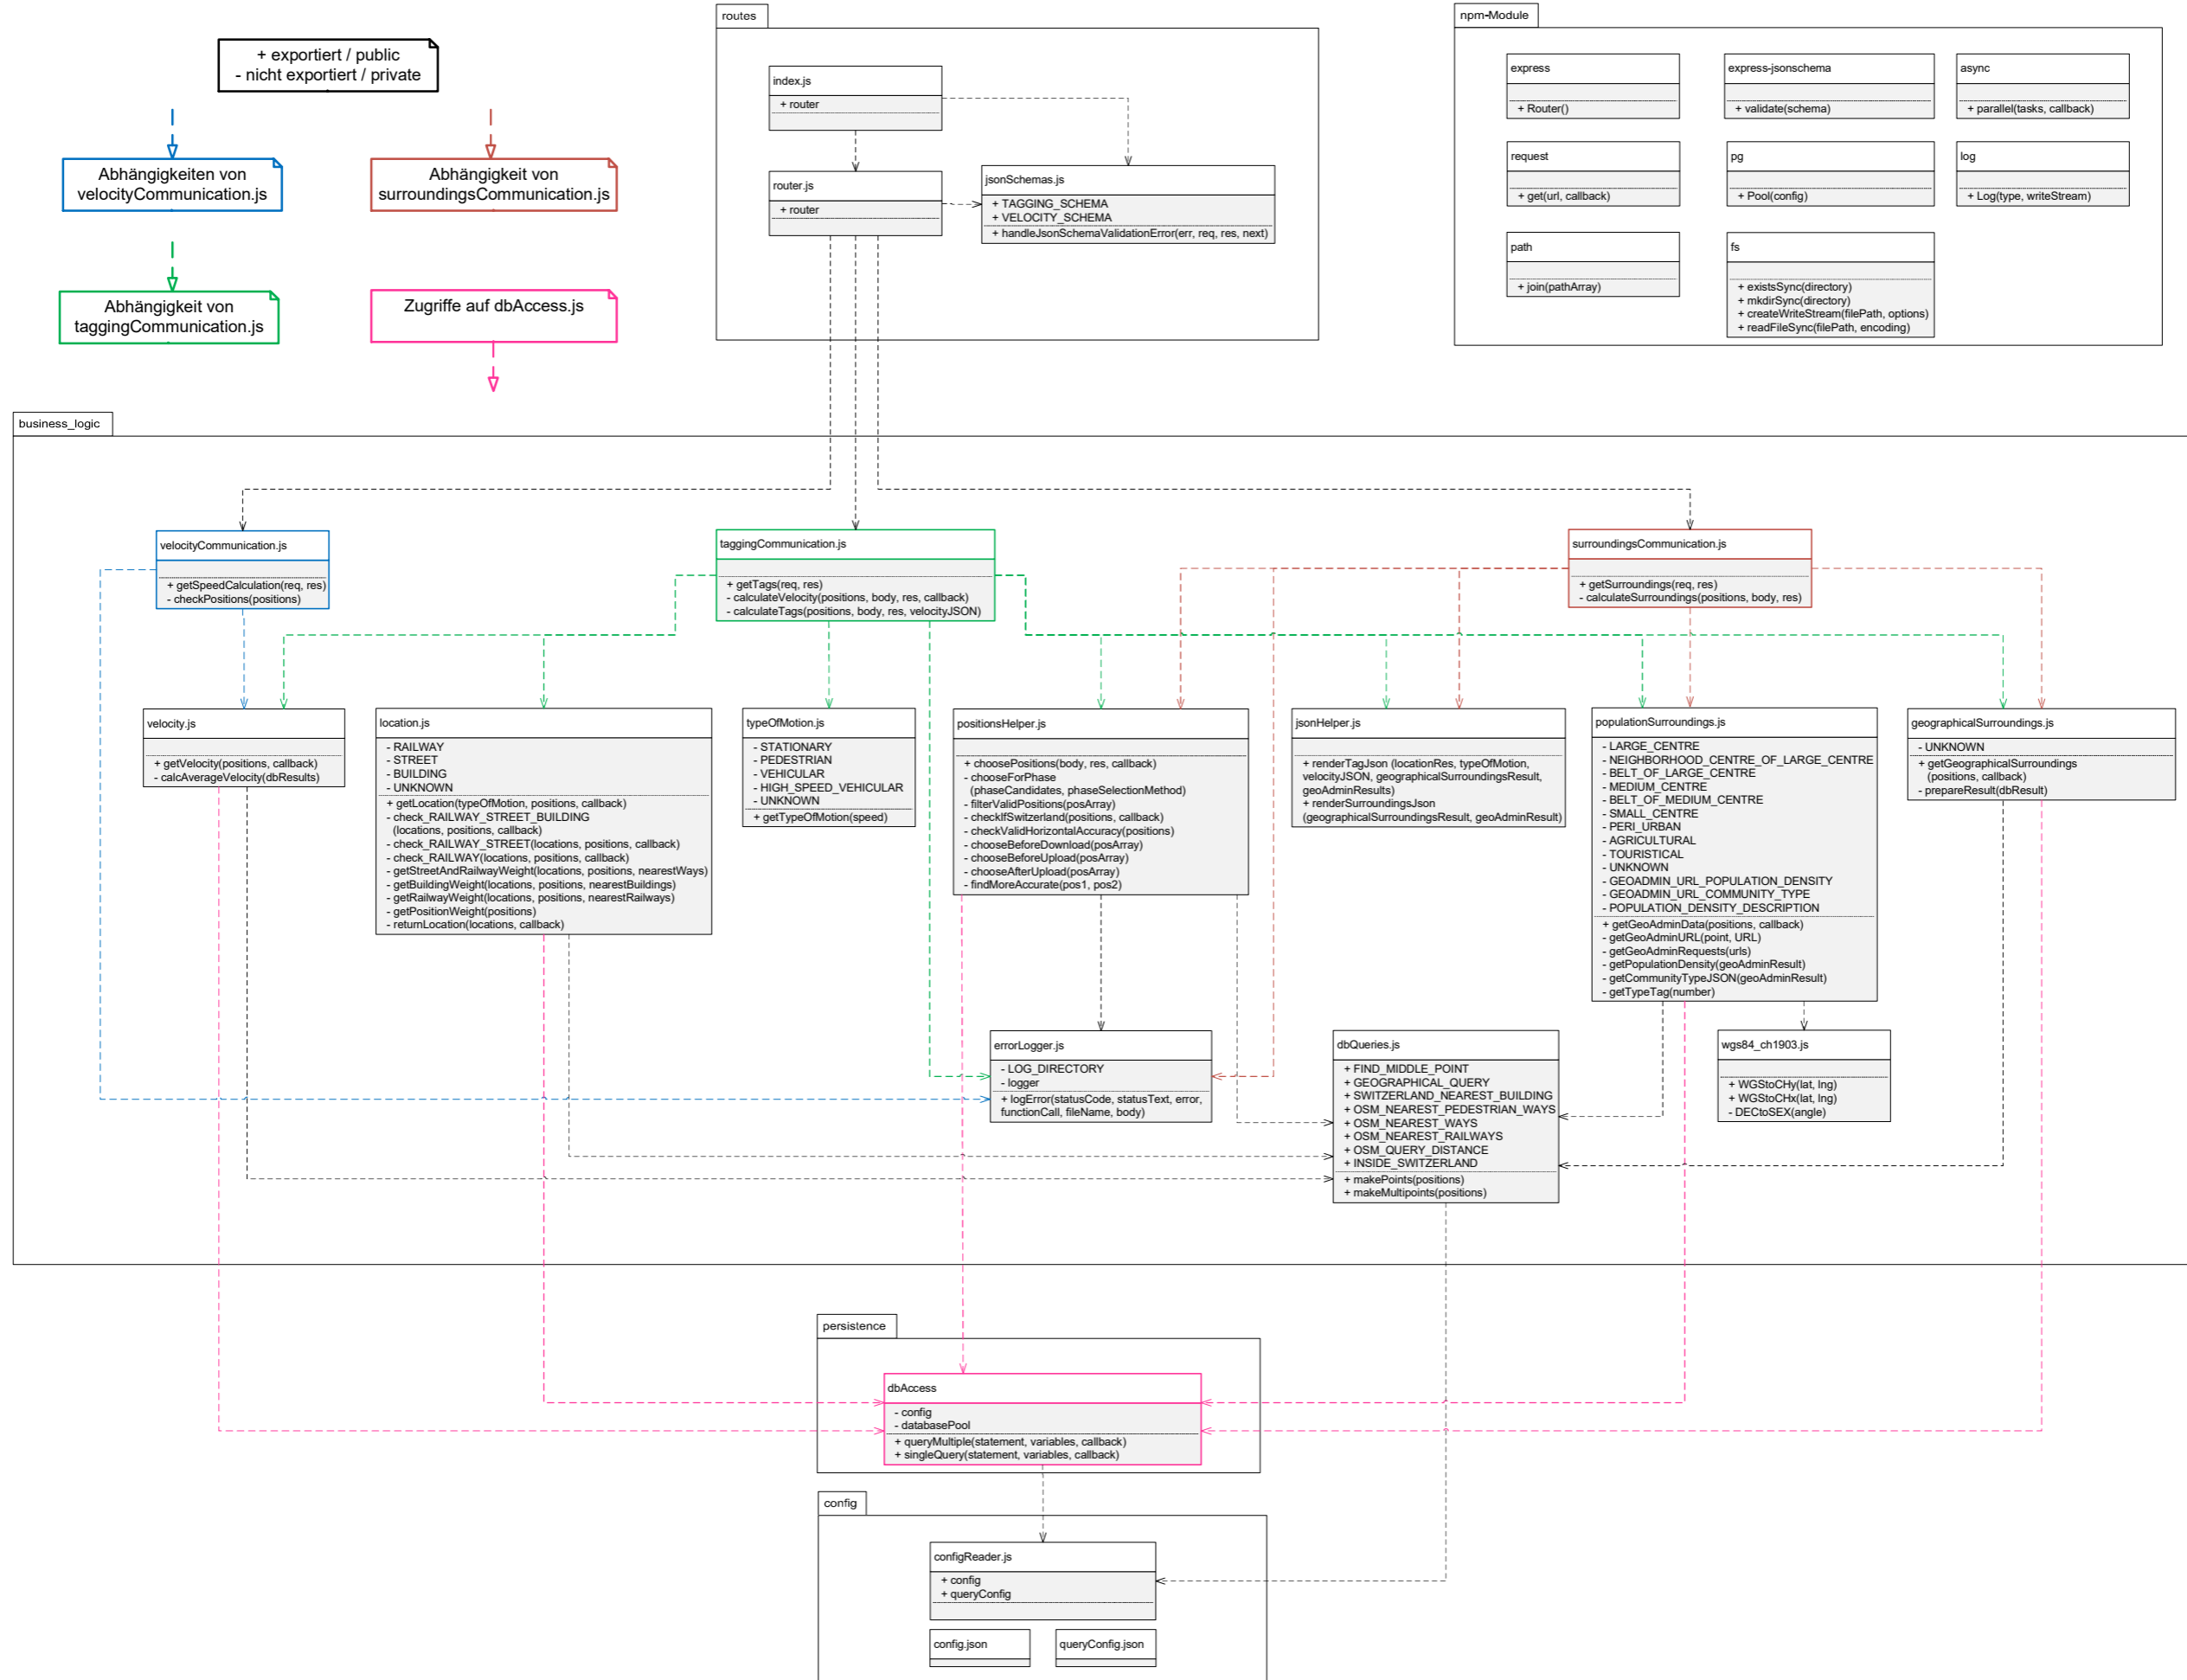 + exportiert / public
- nicht exportiert / private
Abhängigkeiten von
velocityCommunication.js
Abhängigkeit von
surroundingsCommunication.js
Abhängigkeit von
taggingCommunication.js
Zugriffe auf dbAccess.js
routes
index.js
+ router
router.js
+ router
jsonSchemas.js
+ TAGGING_SCHEMA
+ VELOCITY_SCHEMA
+ handleJsonSchemaValidationError(err, req, res, next)
npm-Module
express
+ Router()
express-jsonschema
+ validate(schema)
async
+ parallel(tasks, callback)
request
+ get(url, callback)
pg
+ Pool(config)
log
+ Log(type, writeStream)
path
+ join(pathArray)
fs
+ existsSync(directory)
+ mkdirSync(directory)
+ createWriteStream(filePath, options)
+ readFileSync(filePath, encoding)
business_logic
velocityCommunication.js
+ getSpeedCalculation(req, res)
- checkPositions(positions)
taggingCommunication.js
+ getTags(req, res)
- calculateVelocity(positions, body, res, callback)
- calculateTags(positions, body, res, velocityJSON)
surroundingsCommunication.js
+ getSurroundings(req, res)
- calculateSurroundings(positions, body, res)
velocity.js
+ getVelocity(positions, callback)
- calcAverageVelocity(dbResults)
location.js
- RAILWAY
- STREET
- BUILDING
- UNKNOWN
+ getLocation(typeOfMotion, positions, callback)
- check_RAILWAY_STREET_BUILDING
(locations, positions, callback)
- check_RAILWAY_STREET(locations, positions, callback)
- check_RAILWAY(locations, positions, callback)
- getStreetAndRailwayWeight(locations, positions, nearestWays)
- getBuildingWeight(locations, positions, nearestBuildings)
- getRailwayWeight(locations, positions, nearestRailways)
- getPositionWeight(positions)
- returnLocation(locations, callback)
typeOfMotion.js
- STATIONARY
- PEDESTRIAN
- VEHICULAR
- HIGH_SPEED_VEHICULAR
- UNKNOWN
+ getTypeOfMotion(speed)
positionsHelper.js
+ choosePositions(body, res, callback)
- chooseForPhase
(phaseCandidates, phaseSelectionMethod)
- filterValidPositions(posArray)
- checkIfSwitzerland(positions, callback)
- checkValidHorizontalAccuracy(positions)
- chooseBeforeDownload(posArray)
- chooseBeforeUpload(posArray)
- chooseAfterUpload(posArray)
- findMoreAccurate(pos1, pos2)
jsonHelper.js
+ renderTagJson (locationRes, typeOfMotion,
velocityJSON, geographicalSurroundingsResult,
geoAdminResults)
+ renderSurroundingsJson
(geographicalSurroundingsResult, geoAdminResult)
populationSurroundings.js
- LARGE_CENTRE
- NEIGHBORHOOD_CENTRE_OF_LARGE_CENTRE
- BELT_OF_LARGE_CENTRE
- MEDIUM_CENTRE
- BELT_OF_MEDIUM_CENTRE
- SMALL_CENTRE
- PERI_URBAN
- AGRICULTURAL
- TOURISTICAL
- UNKNOWN
- GEOADMIN_URL_POPULATION_DENSITY
- GEOADMIN_URL_COMMUNITY_TYPE
- POPULATION_DENSITY_DESCRIPTION
+ getGeoAdminData(positions, callback)
- getGeoAdminURL(point, URL)
- getGeoAdminRequests(urls)
- getPopulationDensity(geoAdminResult)
- getCommunityTypeJSON(geoAdminResult)
- getTypeTag(number)
geographicalSurroundings.js
- UNKNOWN
+ getGeographicalSurroundings
(positions, callback)
- prepareResult(dbResult)
errorLogger.js
- LOG_DIRECTORY
- logger
+ logError(statusCode, statusText, error,
functionCall, fileName, body)
dbQueries.js
+ FIND_MIDDLE_POINT
+ GEOGRAPHICAL_QUERY
+ SWITZERLAND_NEAREST_BUILDING
+ OSM_NEAREST_PEDESTRIAN_WAYS
+ OSM_NEAREST_WAYS
+ OSM_NEAREST_RAILWAYS
+ OSM_QUERY_DISTANCE
+ INSIDE_SWITZERLAND
+ makePoints(positions)
+ makeMultipoints(positions)
wgs84_ch1903.js
+ WGStoCHy(lat, lng)
+ WGStoCHx(lat, lng)
- DECtoSEX(angle)
persistence
dbAccess
- config
- databasePool
+ queryMultiple(statement, variables, callback)
+ singleQuery(statement, variables, callback)
config
configReader.js
+ config
+ queryConfig
config.json
queryConfig.json